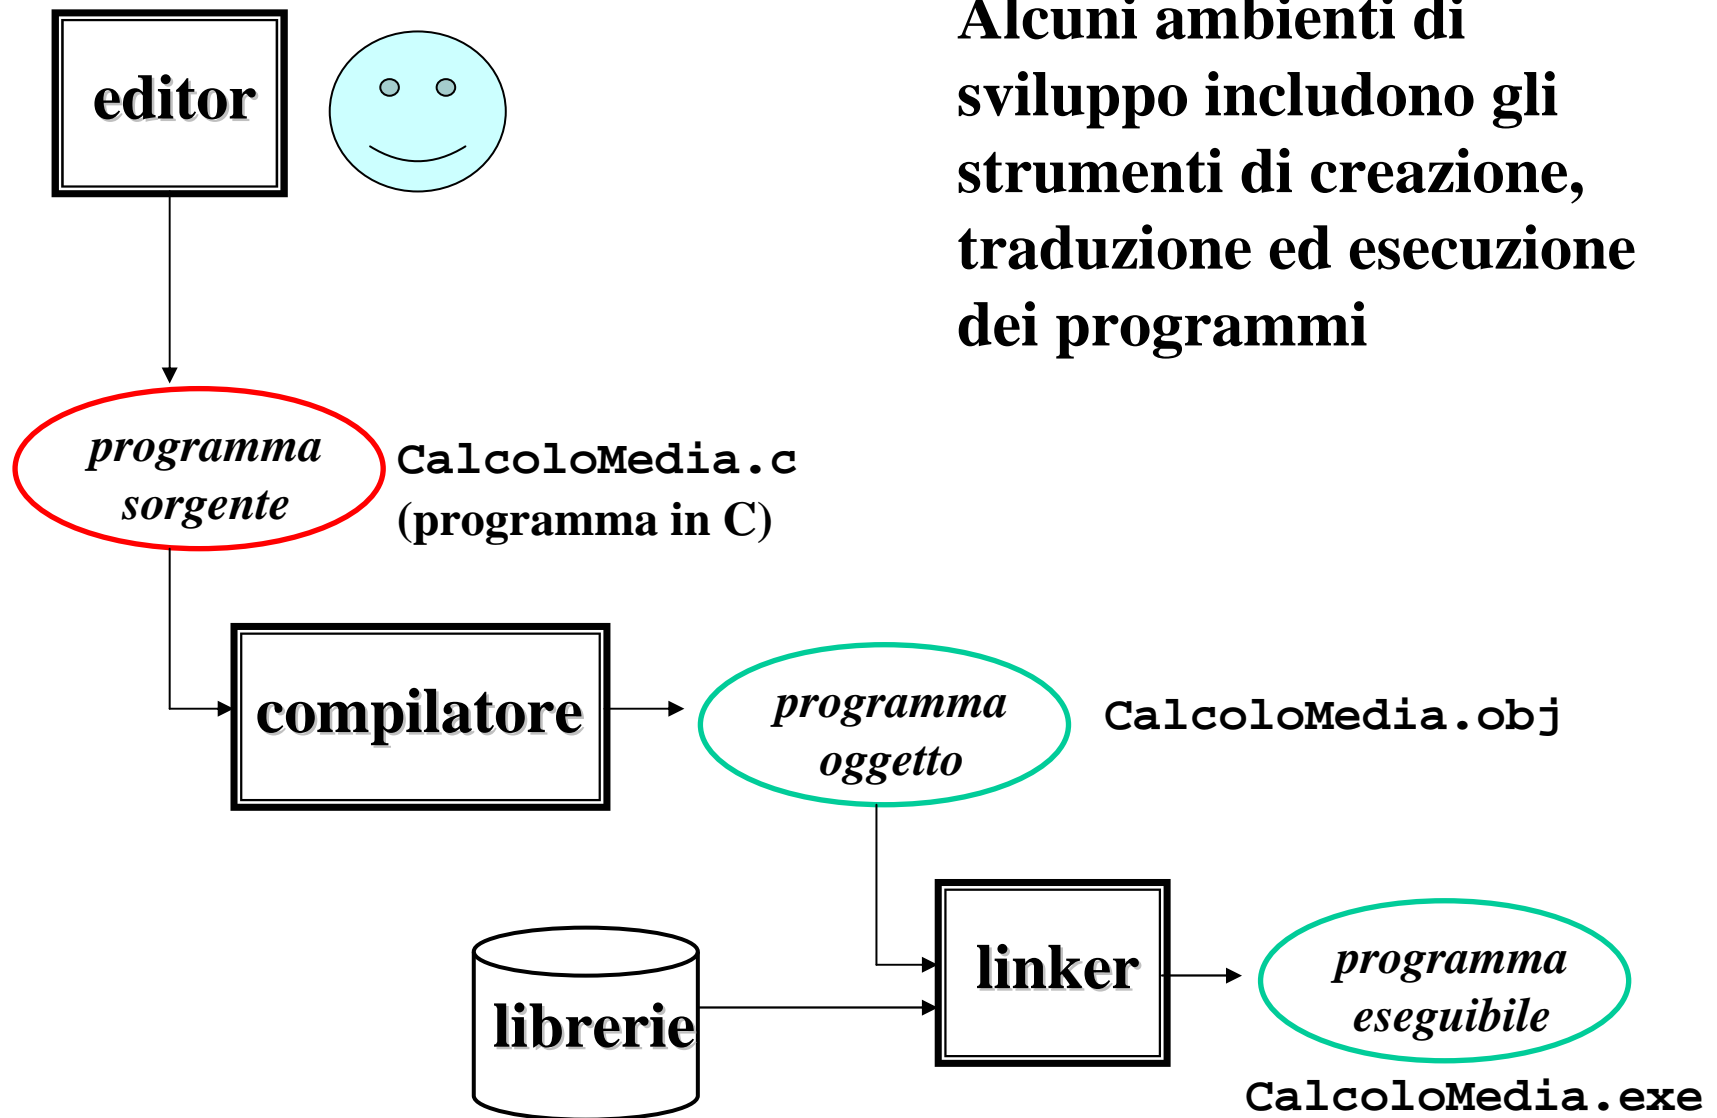 Alcuni ambienti di
sviluppo includono gli
strumenti di creazione,
traduzione ed esecuzione
dei programmi
editor
programma
sorgente
CalcoloMedia.c
(programma in C)
compilatore
programma
oggetto
CalcoloMedia.obj
librerie
linker
programma
eseguibile
CalcoloMedia.exe